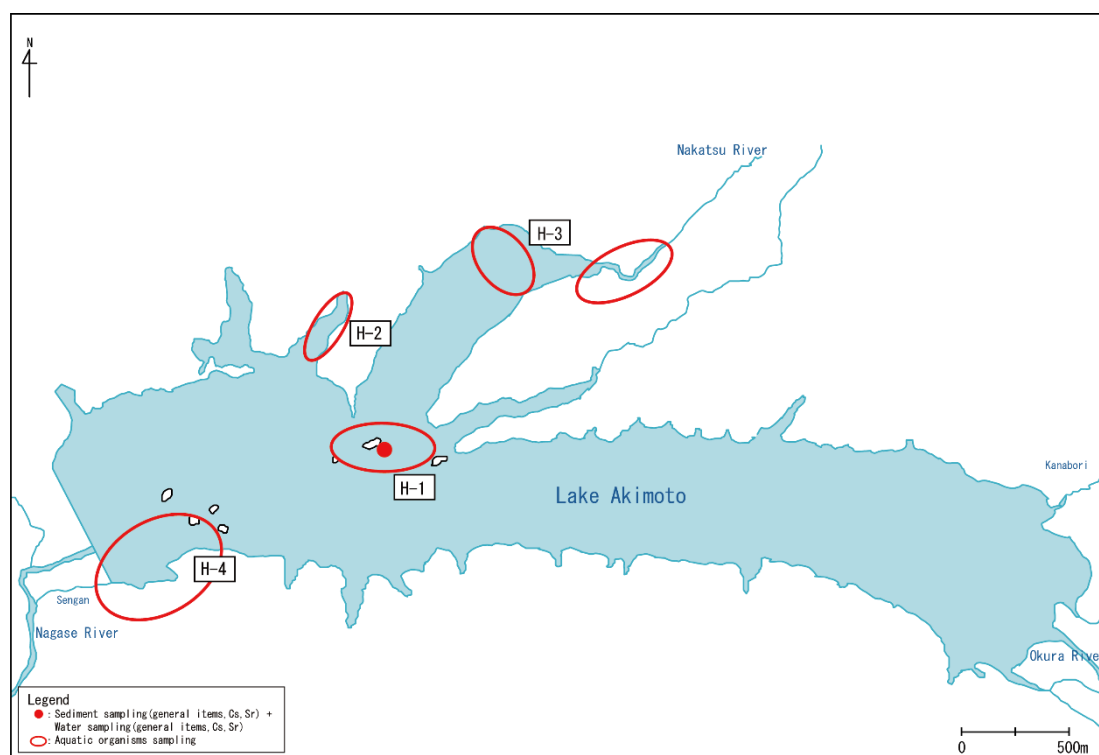 N
Nakatsu River
H-3
H-2
H-1
Lake Akimoto
Kanabori
H-4
Sengan
Nagase River
Okura River
Legend
: Sediment sampling(general items,Cs,Sr) +
Water sampling(general items,Cs,Sr)
: Aquatic organisms sampling
0 500m